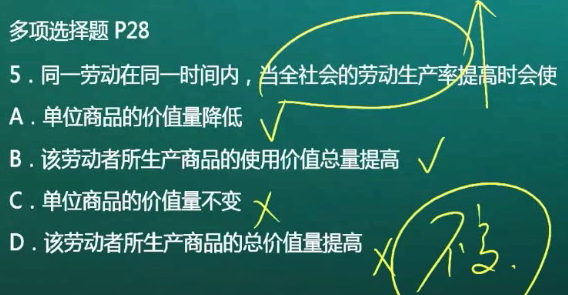 多项选择题 P28
5．同一劳动在同一时间内，当全社会的劳动生产率提高时会使
A．单位商品的价值量降低
B．该劳动者所生产商品的使用价值总量提高
C．单位商品的价值量不变
D．该劳动者所生产商品的总价值量提高
不变.